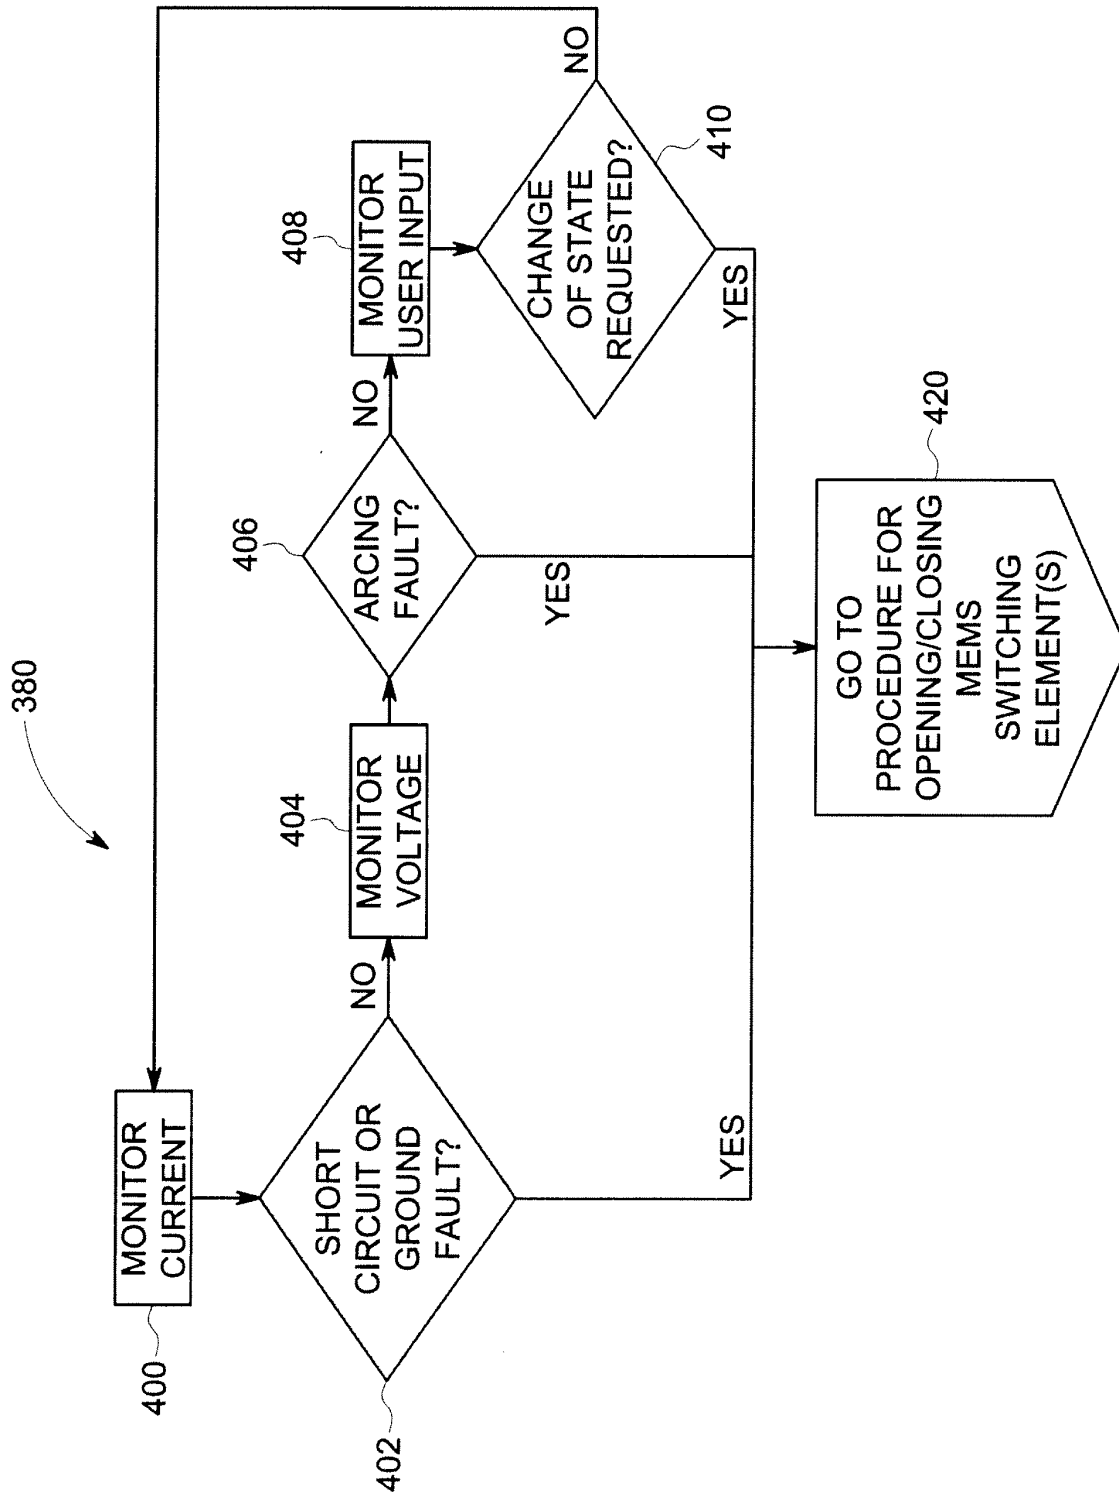 380
400
MONITOR
CURRENT
402
SHORT
CIRCUIT OR
GROUND
FAULT?
NO
YES
404
MONITOR
VOLTAGE
406
ARCING
FAULT?
NO
YES
408
MONITOR
USER INPUT
410
CHANGE
OF STATE
REQUESTED?
NO
YES
420
GO TO
PROCEDURE FOR
OPENING/CLOSING
MEMS
SWITCHING
ELEMENT(S)